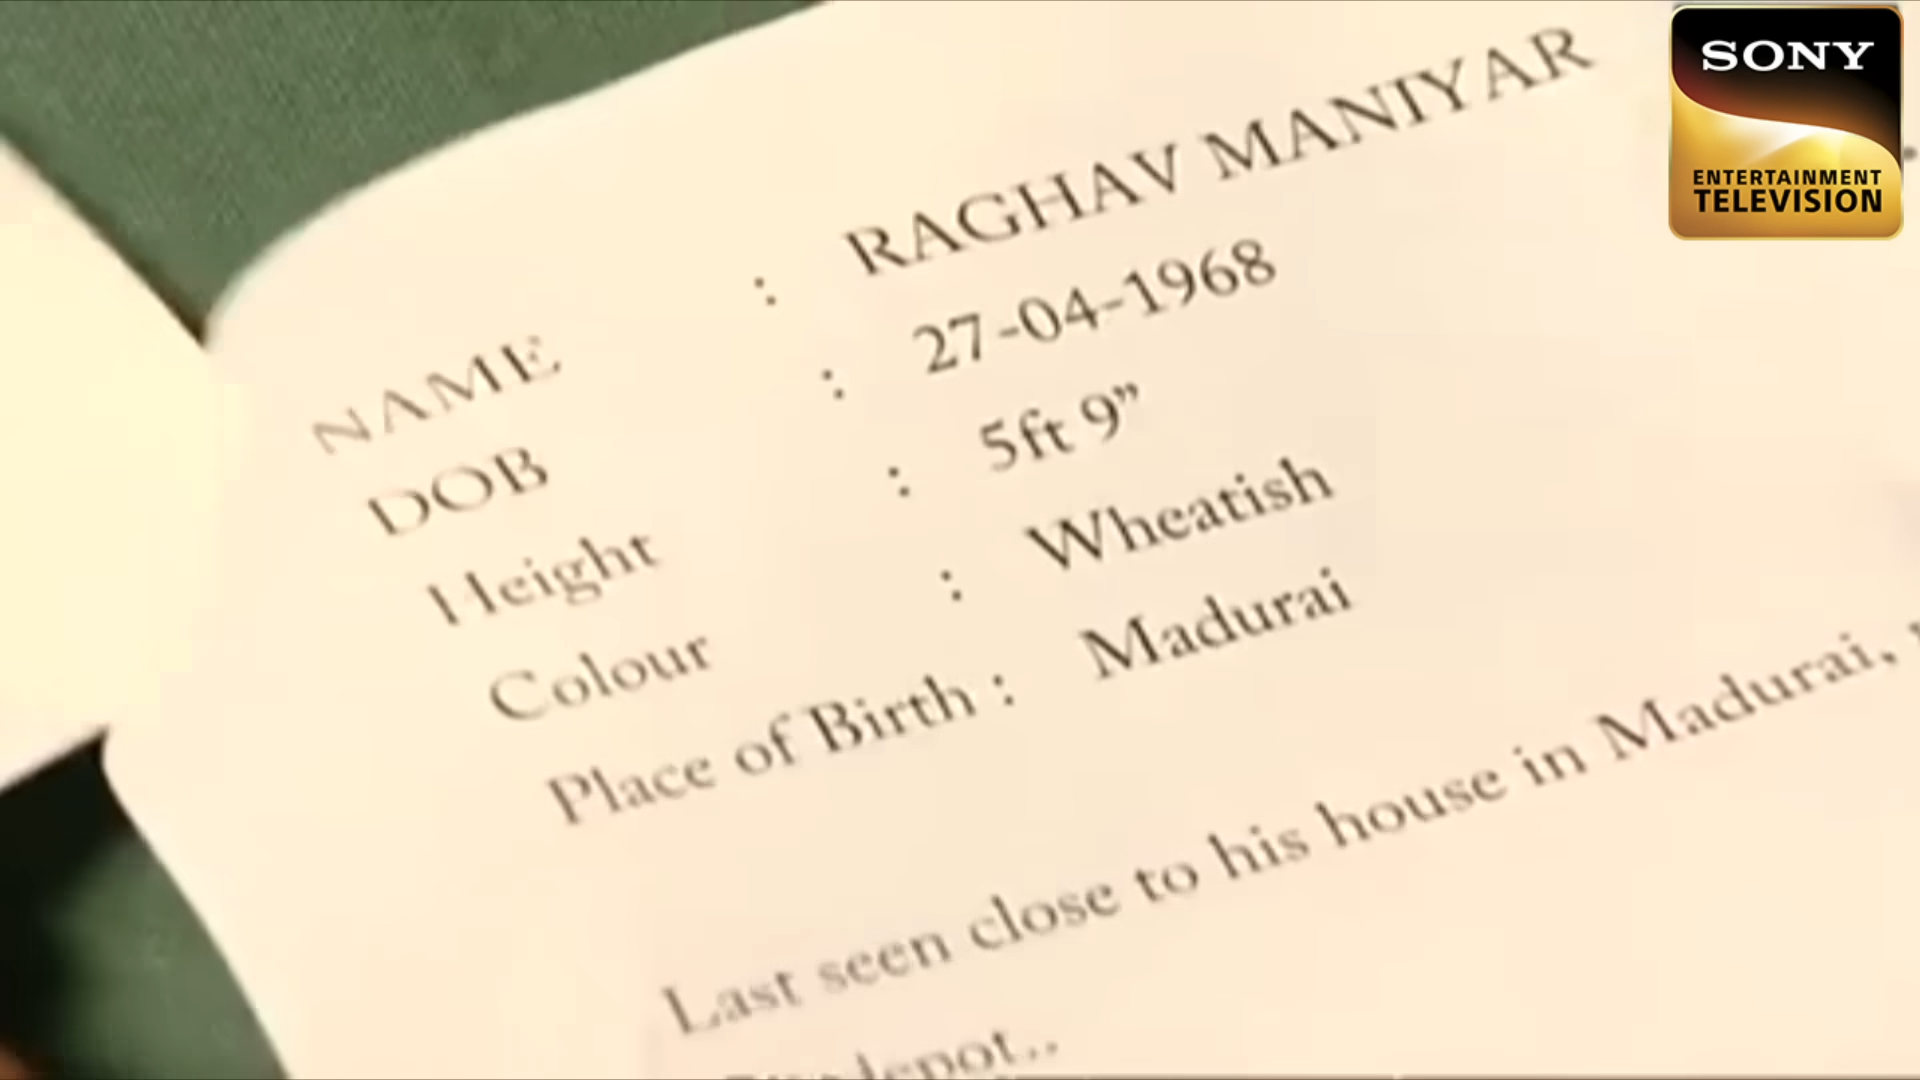 SONY
ENTERTAINMENT
TELEVISION
NAME : RAGHAV MANIYAR
DOB : 27-04-1968
Height : 5ft 9”
Colour : Wheatish
Place of Birth : Madurai
Last seen close to his house in Madurai,